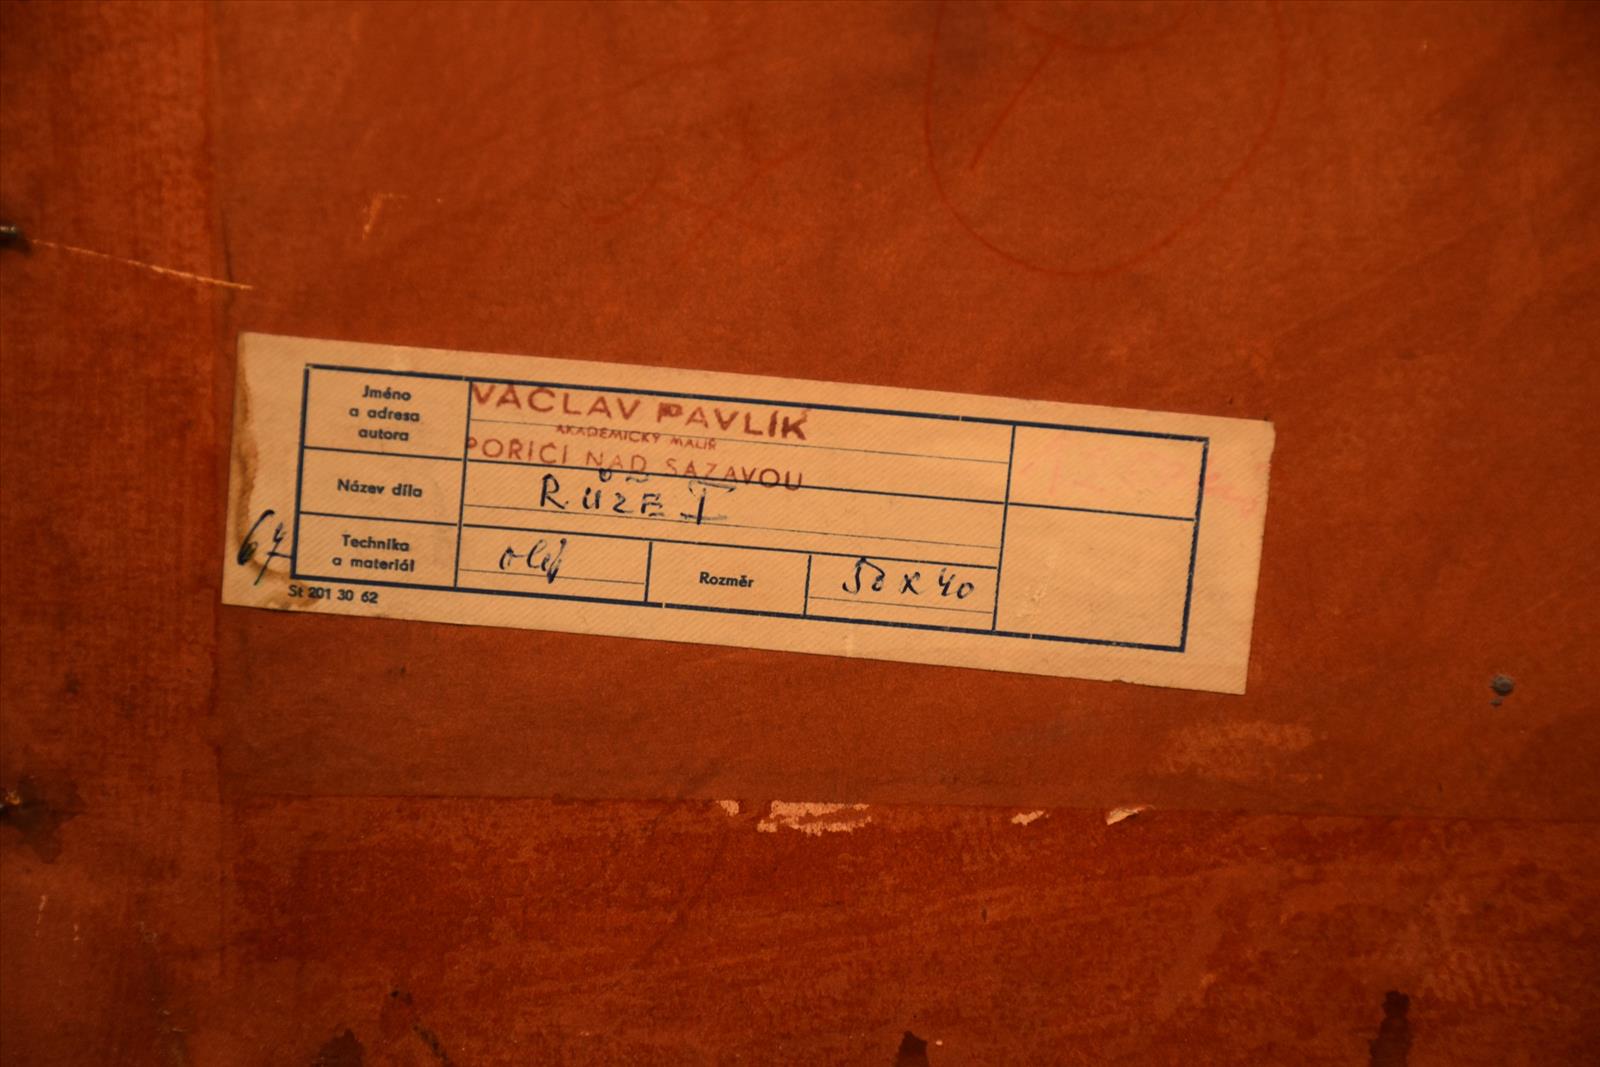 Jméno
a adresa
autora
VÁCLAV PAVLÍK
AKADEMICKÝ MALÍŘ
POŘÍČÍ NAD SÁZAVOU
Název díla
RŮŽE I
Technika
a materiál
olej
Rozměr
50 x 40
67
St 201 30 62